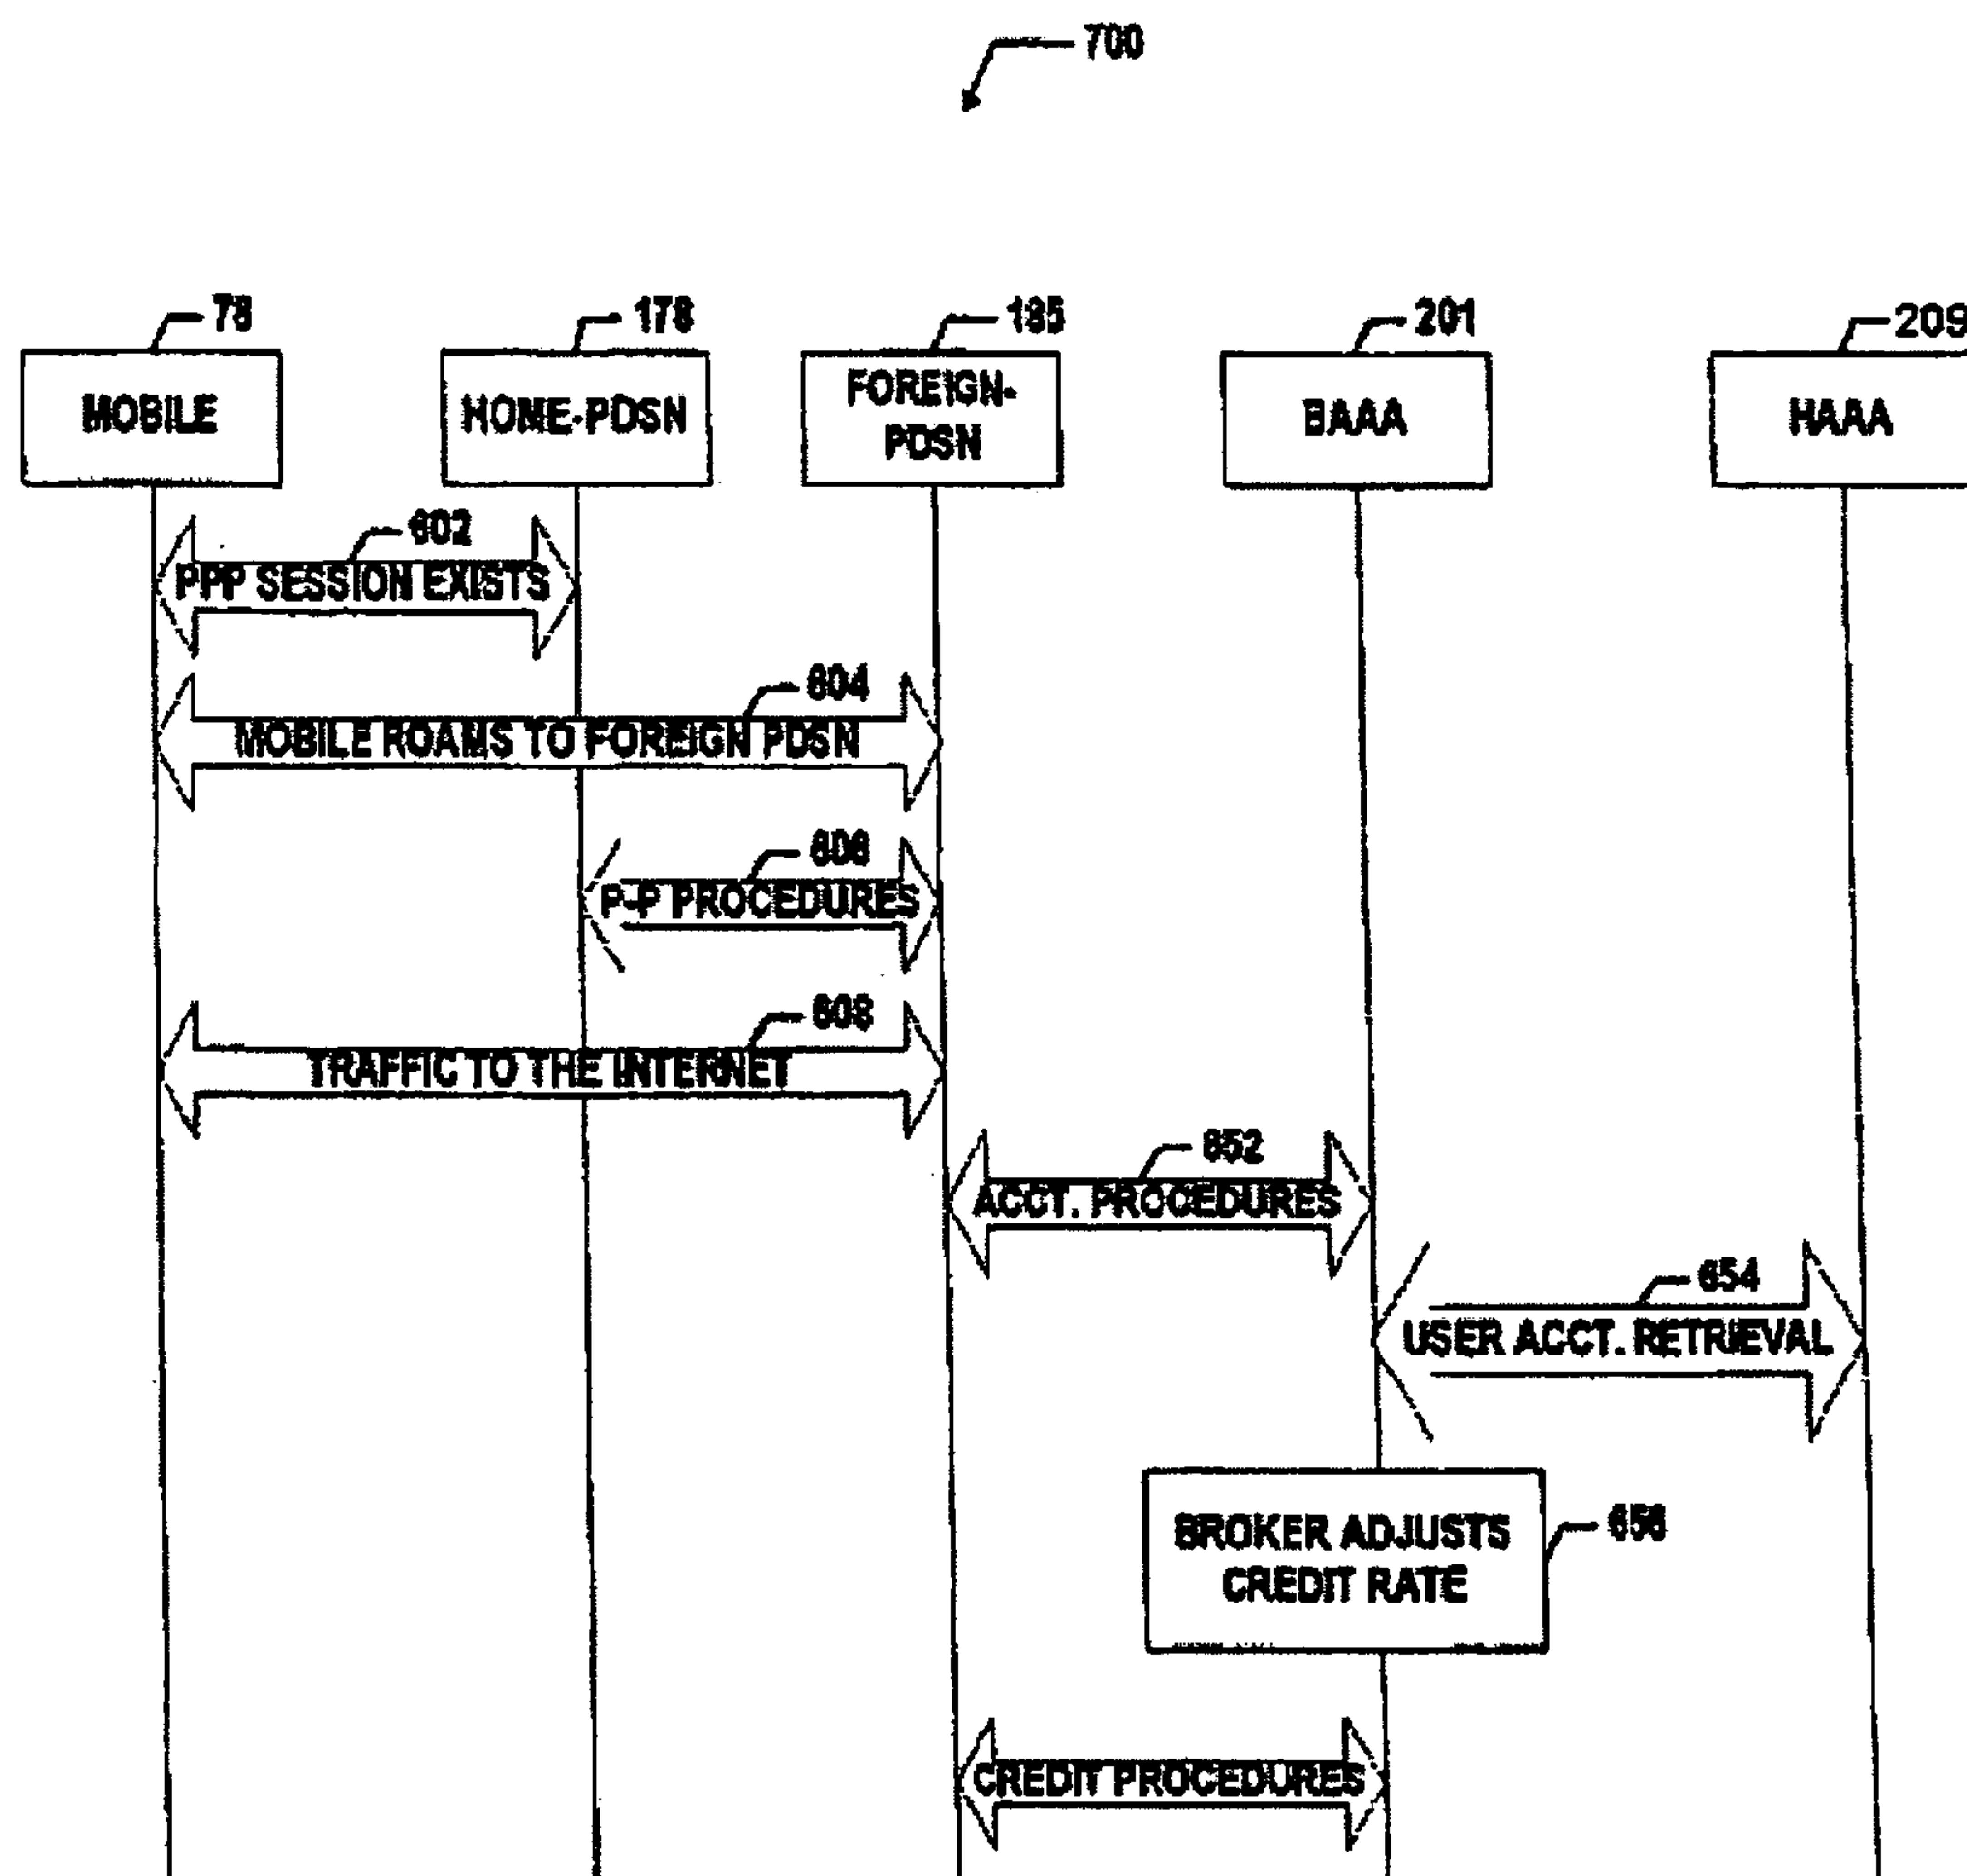 700
78
178
195
201
209
MOBILE
HOME-PDSN
FOREIGN-
PDSN
BAAA
HAAA
602
PPP SESSION EXISTS
604
MOBILE ROAMS TO FOREIGN PDSN
606
P-P PROCEDURES
608
TRAFFIC TO THE INTERNET
652
ACCT. PROCEDURES
654
USER ACCT. RETRIEVAL
BROKER ADJUSTS
CREDIT RATE
656
CREDIT PROCEDURES